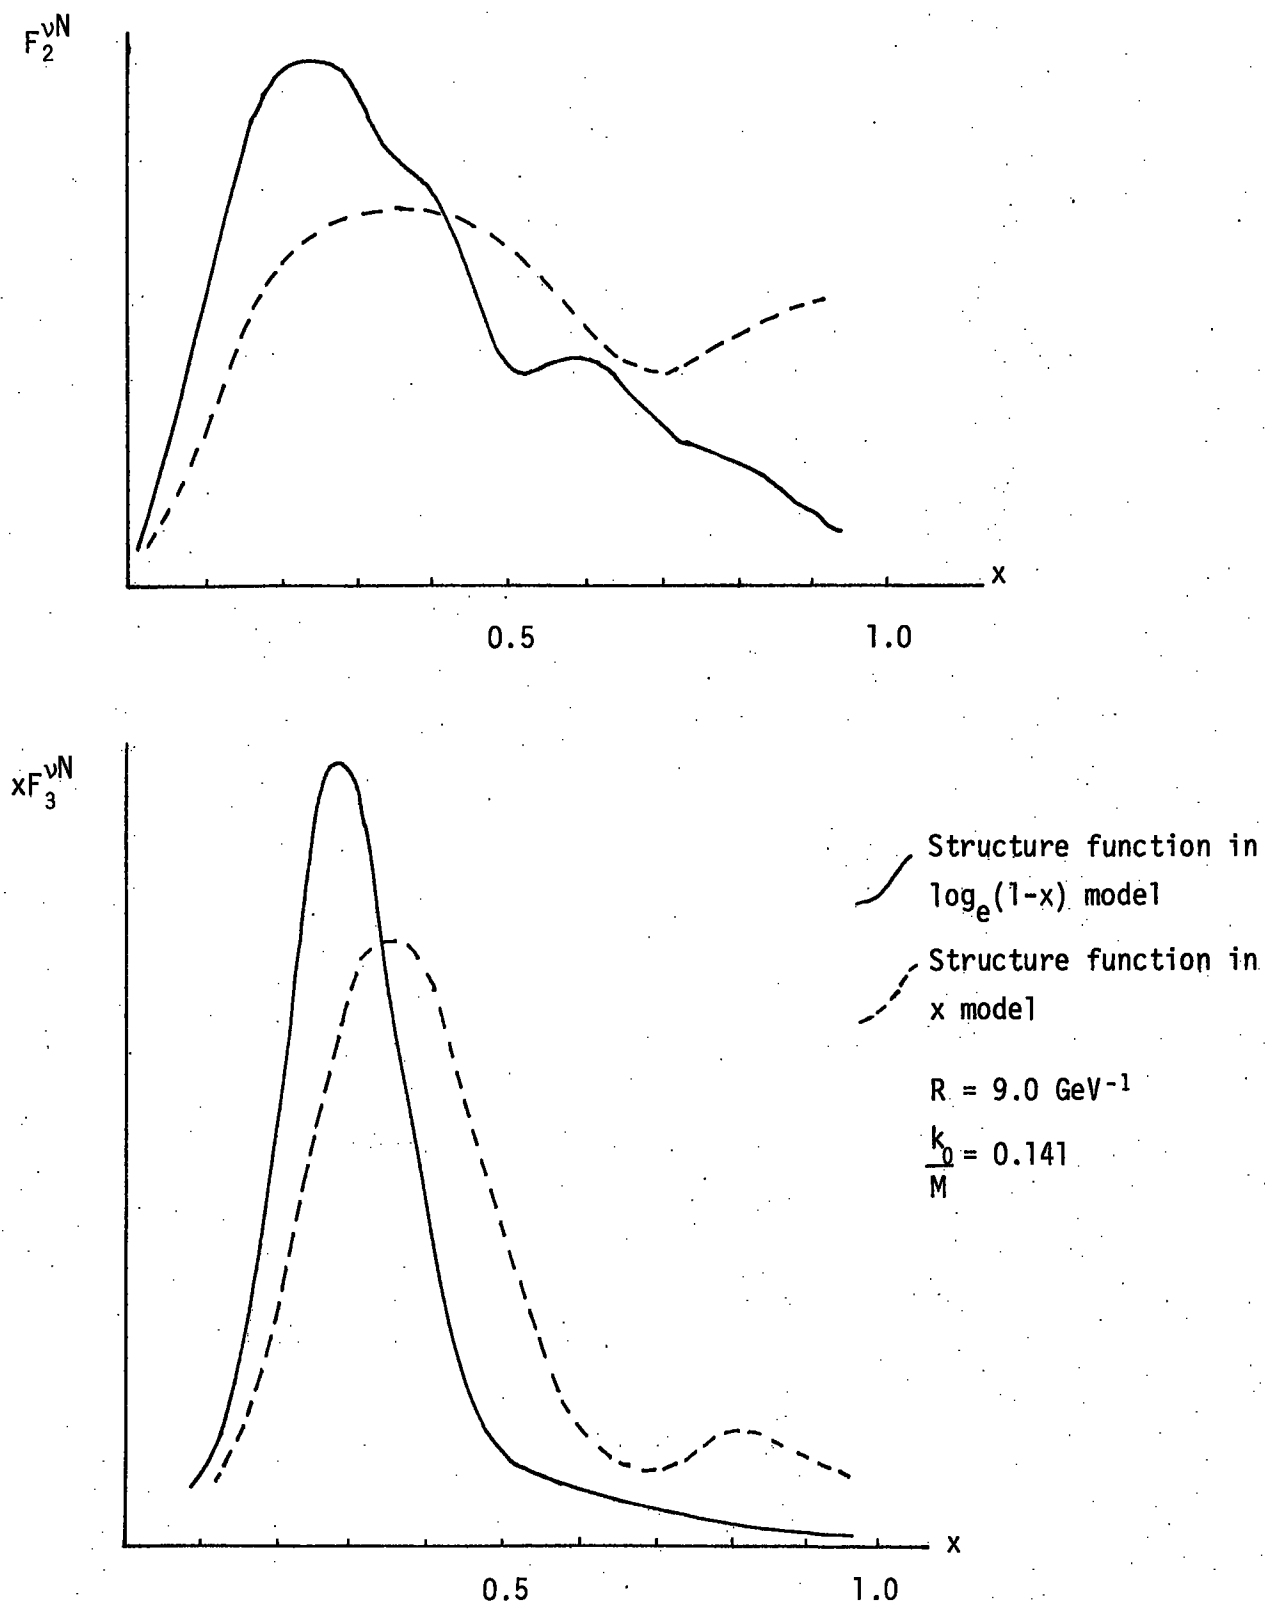 F₂^νN
x
0.5 1.0
xF₃^νN
Structure function in
logₑ(1-x) model
Structure function in
x model
R = 9.0 GeV⁻¹
k₀/M = 0.141
x
0.5 1.0